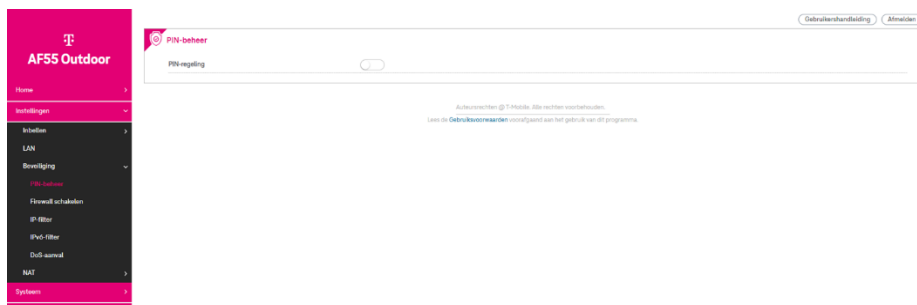 Gebruikershandleiding
Afmelden
T
AF55 Outdoor
PIN-beheer
PIN-regeling
Home
Instellingen
Inbellen
LAN
Beveiliging
PIN-beheer
Firewall schakelen
IP-filter
IPv6-filter
DoS-aanval
NAT
Systeem
Auteursrechten @ T-Mobile. Alle rechten voorbehouden.
Lees de Gebruiksvoorwaarden voorafgaand aan het gebruik van dit programma.